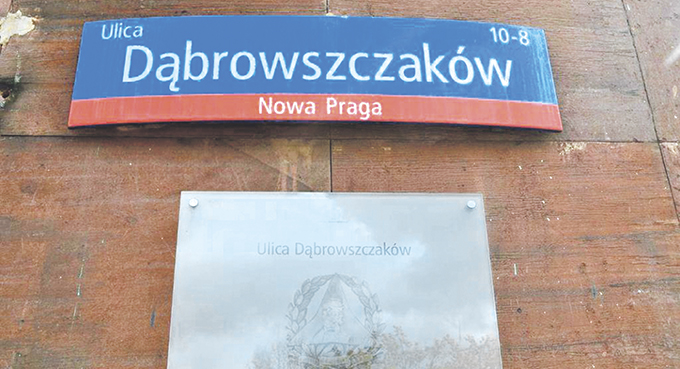 Ulica 10-8
Dąbrowszczaków
Nowa Praga
Ulica Dąbrowszczaków